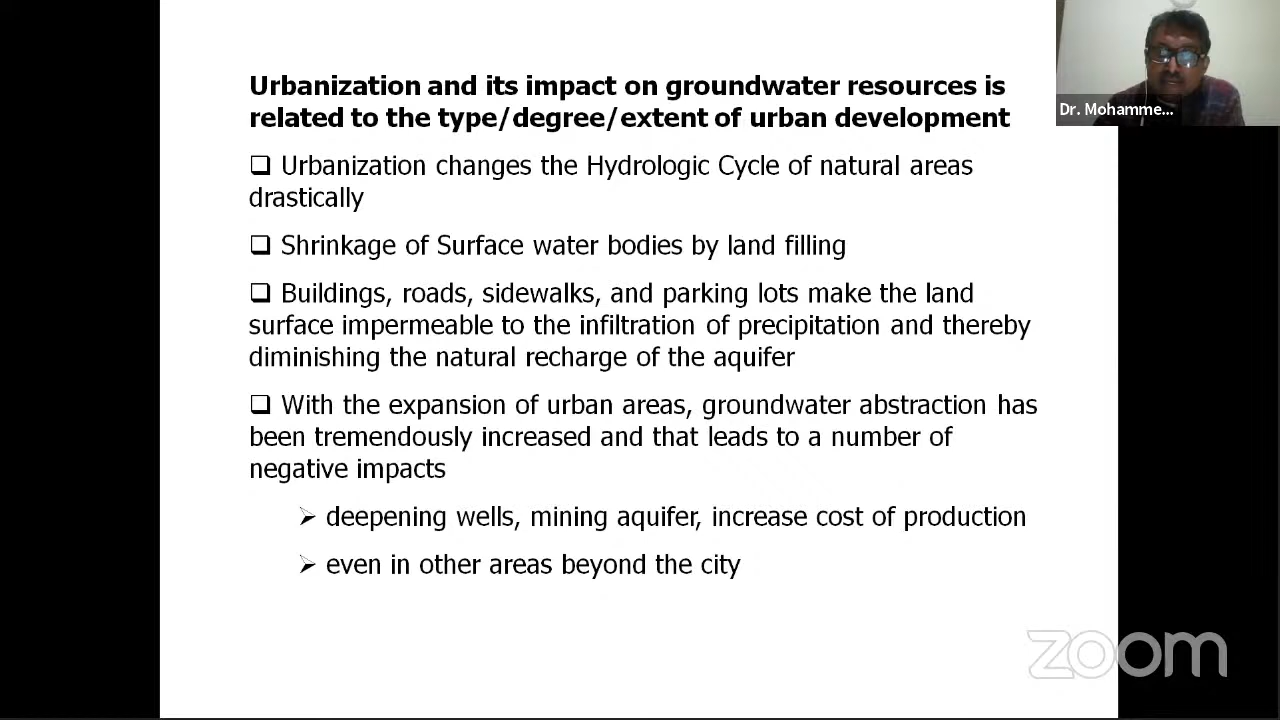 Urbanization and its impact on groundwater resources is
related to the type/degree/extent of urban development
❑ Urbanization changes the Hydrologic Cycle of natural areas
drastically
❑ Shrinkage of Surface water bodies by land filling
❑ Buildings, roads, sidewalks, and parking lots make the land
surface impermeable to the infiltration of precipitation and thereby
diminishing the natural recharge of the aquifer
❑ With the expansion of urban areas, groundwater abstraction has
been tremendously increased and that leads to a number of
negative impacts
➢ deepening wells, mining aquifer, increase cost of production
➢ even in other areas beyond the city
Dr. Mohamme...
zoom